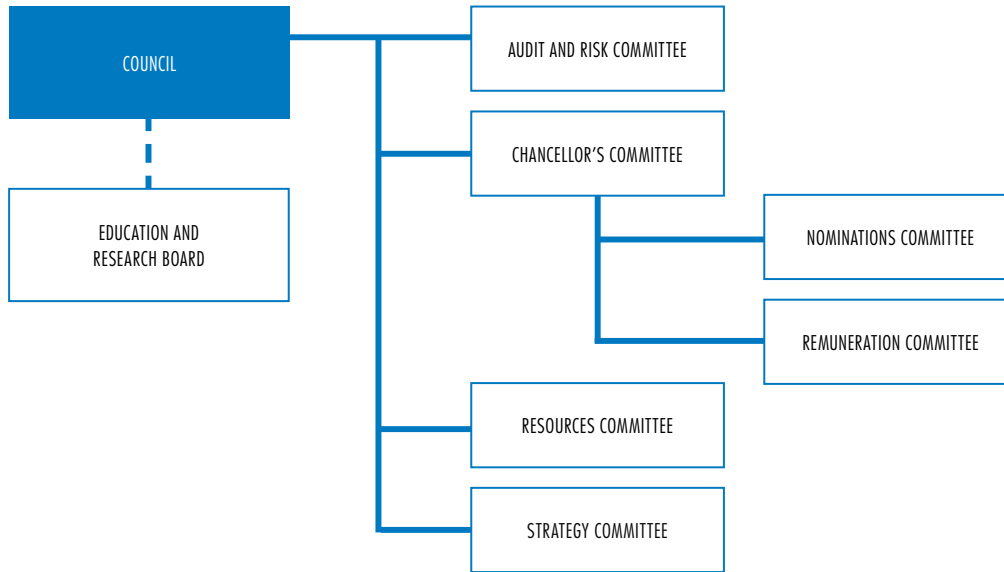 COUNCIL
AUDIT AND RISK COMMITTEE
CHANCELLOR'S COMMITTEE
EDUCATION AND
RESEARCH BOARD
NOMINATIONS COMMITTEE
REMUNERATION COMMITTEE
RESOURCES COMMITTEE
STRATEGY COMMITTEE